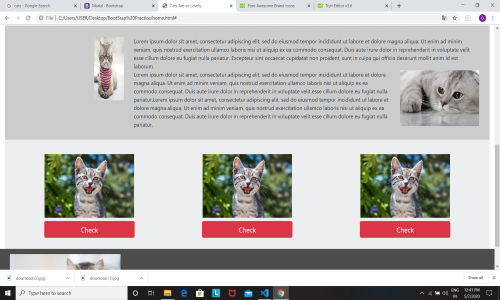 cats - Google Search
Modal · Bootstrap
Cats Are so Lovely
Font Awesome Brand Icons
Tryit Editor v3.6
File
C:/Users/USER/Desktop/BootStap%20Practice/home.html#
Lorem ipsum dolor sit amet, consectetur adipisicing elit, sed do eiusmod tempor incididunt ut labore et dolore magna aliqua. Ut enim ad minim
veniam, quis nostrud exercitation ullamco laboris nisi ut aliquip ex ea commodo consequat. Duis aute irure dolor in reprehenderit in voluptate velit
esse cillum dolore eu fugiat nulla pariatur. Excepteur sint occaecat cupidatat non proident, sunt in culpa qui officia deserunt mollit anim id est
laborum.
Lorem ipsum dolor sit amet, consectetur adipisicing elit, sed do eiusmod tempor incididunt ut labore et dolore
magna aliqua. Ut enim ad minim veniam, quis nostrud exercitation ullamco laboris nisi ut aliquip ex ea
commodo consequat. Duis aute irure dolor in reprehenderit in voluptate velit esse cillum dolore eu fugiat nulla
pariatur.Lorem ipsum dolor sit amet, consectetur adipisicing elit, sed do eiusmod tempor incididunt ut labore et
dolore magna aliqua. Ut enim ad minim veniam, quis nostrud exercitation ullamco laboris nisi ut aliquip ex ea
commodo consequat. Duis aute irure dolor in reprehenderit in voluptate velit esse cillum dolore eu fugiat nulla
pariatur.
Check
Check
Check
download (2).jpg
download (1).jpg
Show all
Type here to search
ENG
IN
12:41 PM
5/7/2020